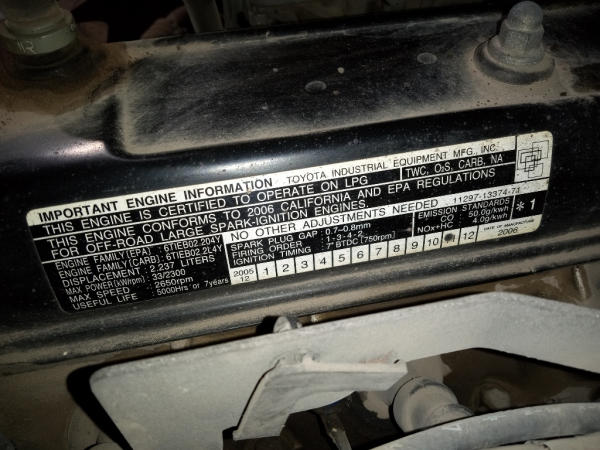 IMPORTANT ENGINE INFORMATION TOYOTA INDUSTRIAL EQUIPMENT MFG., INC.
THIS ENGINE IS CERTIFIED TO OPERATE ON LPG TWC, O₂S, CARB, NA
THIS ENGINE CONFORMS TO 2006 CALIFORNIA AND EPA REGULATIONS
FOR OFF-ROAD LARGE SPARK-IGNITION ENGINES.
NO OTHER ADJUSTMENTS NEEDED 11297-13374-71
ENGINE FAMILY(EPA) : 6TIEB02.204Y
ENGINE FAMILY(CARB): 6TIEB02.2L4Y
DISPLACEMENT : 2.237 LITERS
MAX POWER(kW/rpm) : 33/2300
MAX SPEED : 2650rpm
USEFUL LIFE : 5000Hrs or 7years
SPARK PLUG GAP : 0.7-0.8mm
FIRING ORDER : 1-3-4-2
IGNITION TIMING : 7°BTDC[750rpm]
EMISSION STANDARDS
CO : 50.0g/kwh
NOx+HC : 4.0g/kwh
*1
2005 12 1 2 3 4 5 6 7 8 9 10 12 DATE OF MANUFACTURE 2006